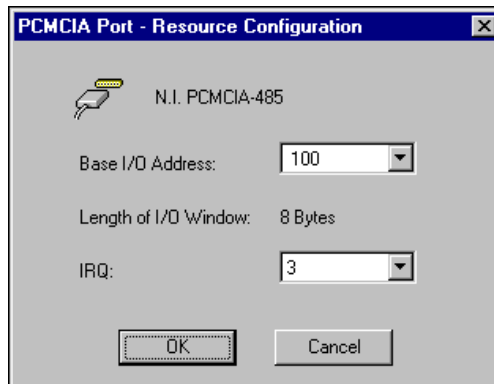 PCMCIA Port - Resource Configuration
N.I. PCMCIA-485
Base I/O Address: 100
Length of I/O Window: 8 Bytes
IRQ: 3
OK Cancel